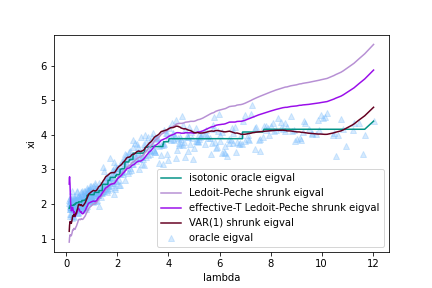 6
5
4
3
2
1
xi
0
2
4
6
8
10
12
lambda
isotonic oracle eigval
Ledoit-Peche shrunk eigval
effective-T Ledoit-Peche shrunk eigval
VAR(1) shrunk eigval
oracle eigval